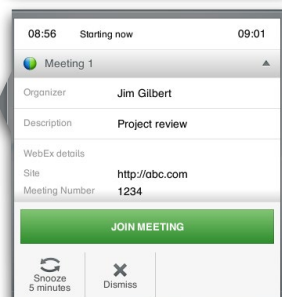 08:56 Starting now 09:01
Meeting 1
Organizer Jim Gilbert
Description Project review
WebEx details
Site http://abc.com
Meeting Number 1234
JOIN MEETING
Snooze
5 minutes
Dismiss